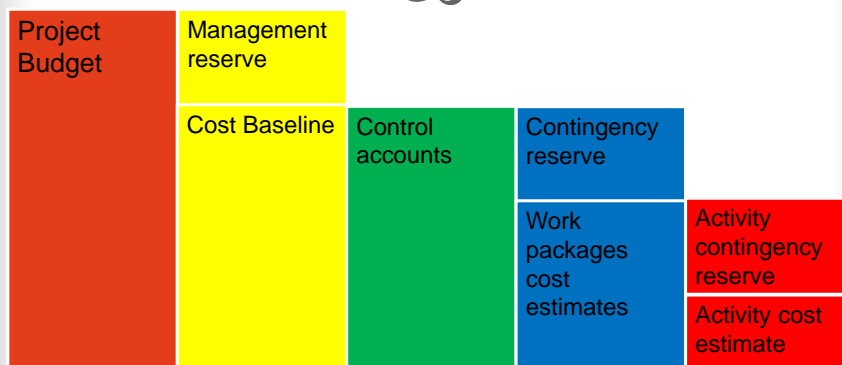 Project
Budget
Management
reserve
Cost Baseline
Control
accounts
Contingency
reserve
Work
packages
cost
estimates
Activity
contingency
reserve
Activity cost
estimate